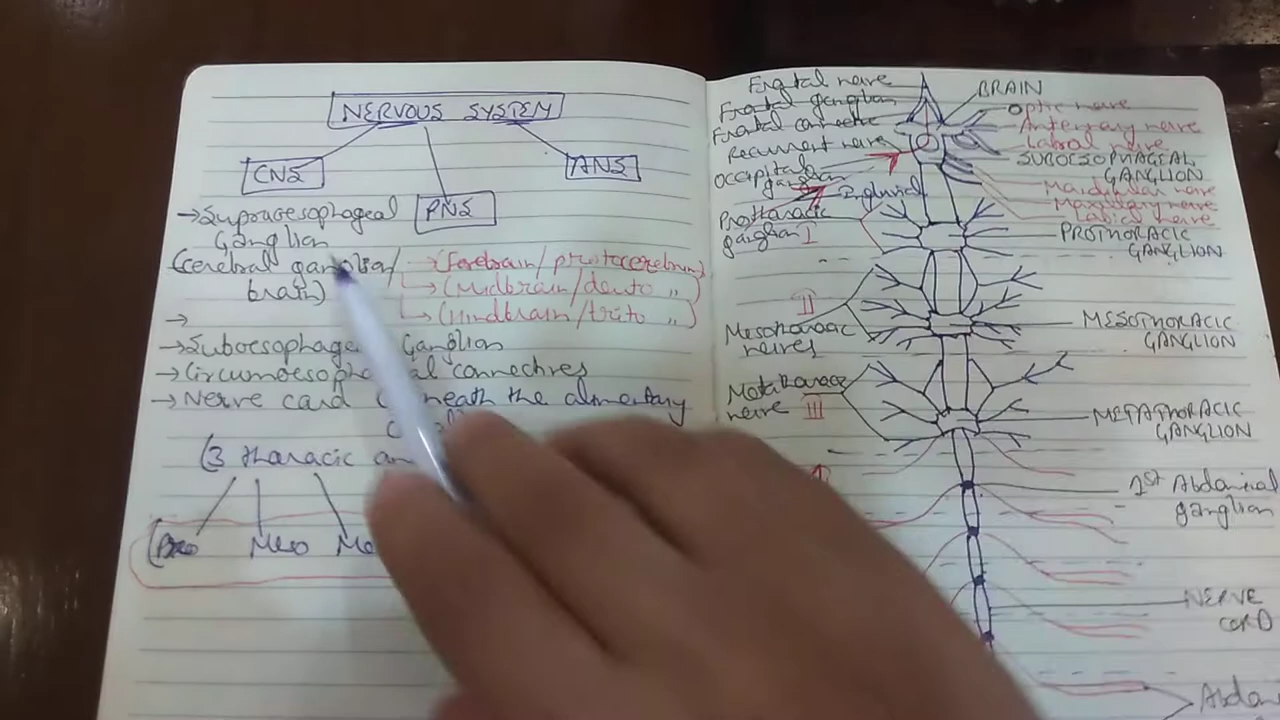 NERVOUS SYSTEM
CNS
ANS
PNS
→Supraoesophageal
Ganglion
(cerebral ganglion/
brain)
→(Forebrain/protocerebrum)
→(Midbrain/deuto „)
→(Hindbrain/trito „)
→
→Suboesophageal Ganglion
→Circumoesophageal connectives
→Nerve cord beneath the alimentary
(3 thoracic
(Pro
Meso
Frontal nerve
Frontal ganglion
Frontal connective
Recurrent nerve
Occipital
ganglion
Prothoracic
ganglion I
II
Mesothoracic
nerves
Metathoracic
nerve III
BRAIN
Optic nerve
Antennary nerve
Labral nerve
SUBOESOPHAGEAL
GANGLION
Mandibular nerve
Maxillary nerve
Labial nerve
PROTHORACIC
GANGLION
MESOTHORACIC
GANGLION
METATHORACIC
GANGLION
1st Abdominal
ganglion
NERVE
CORD